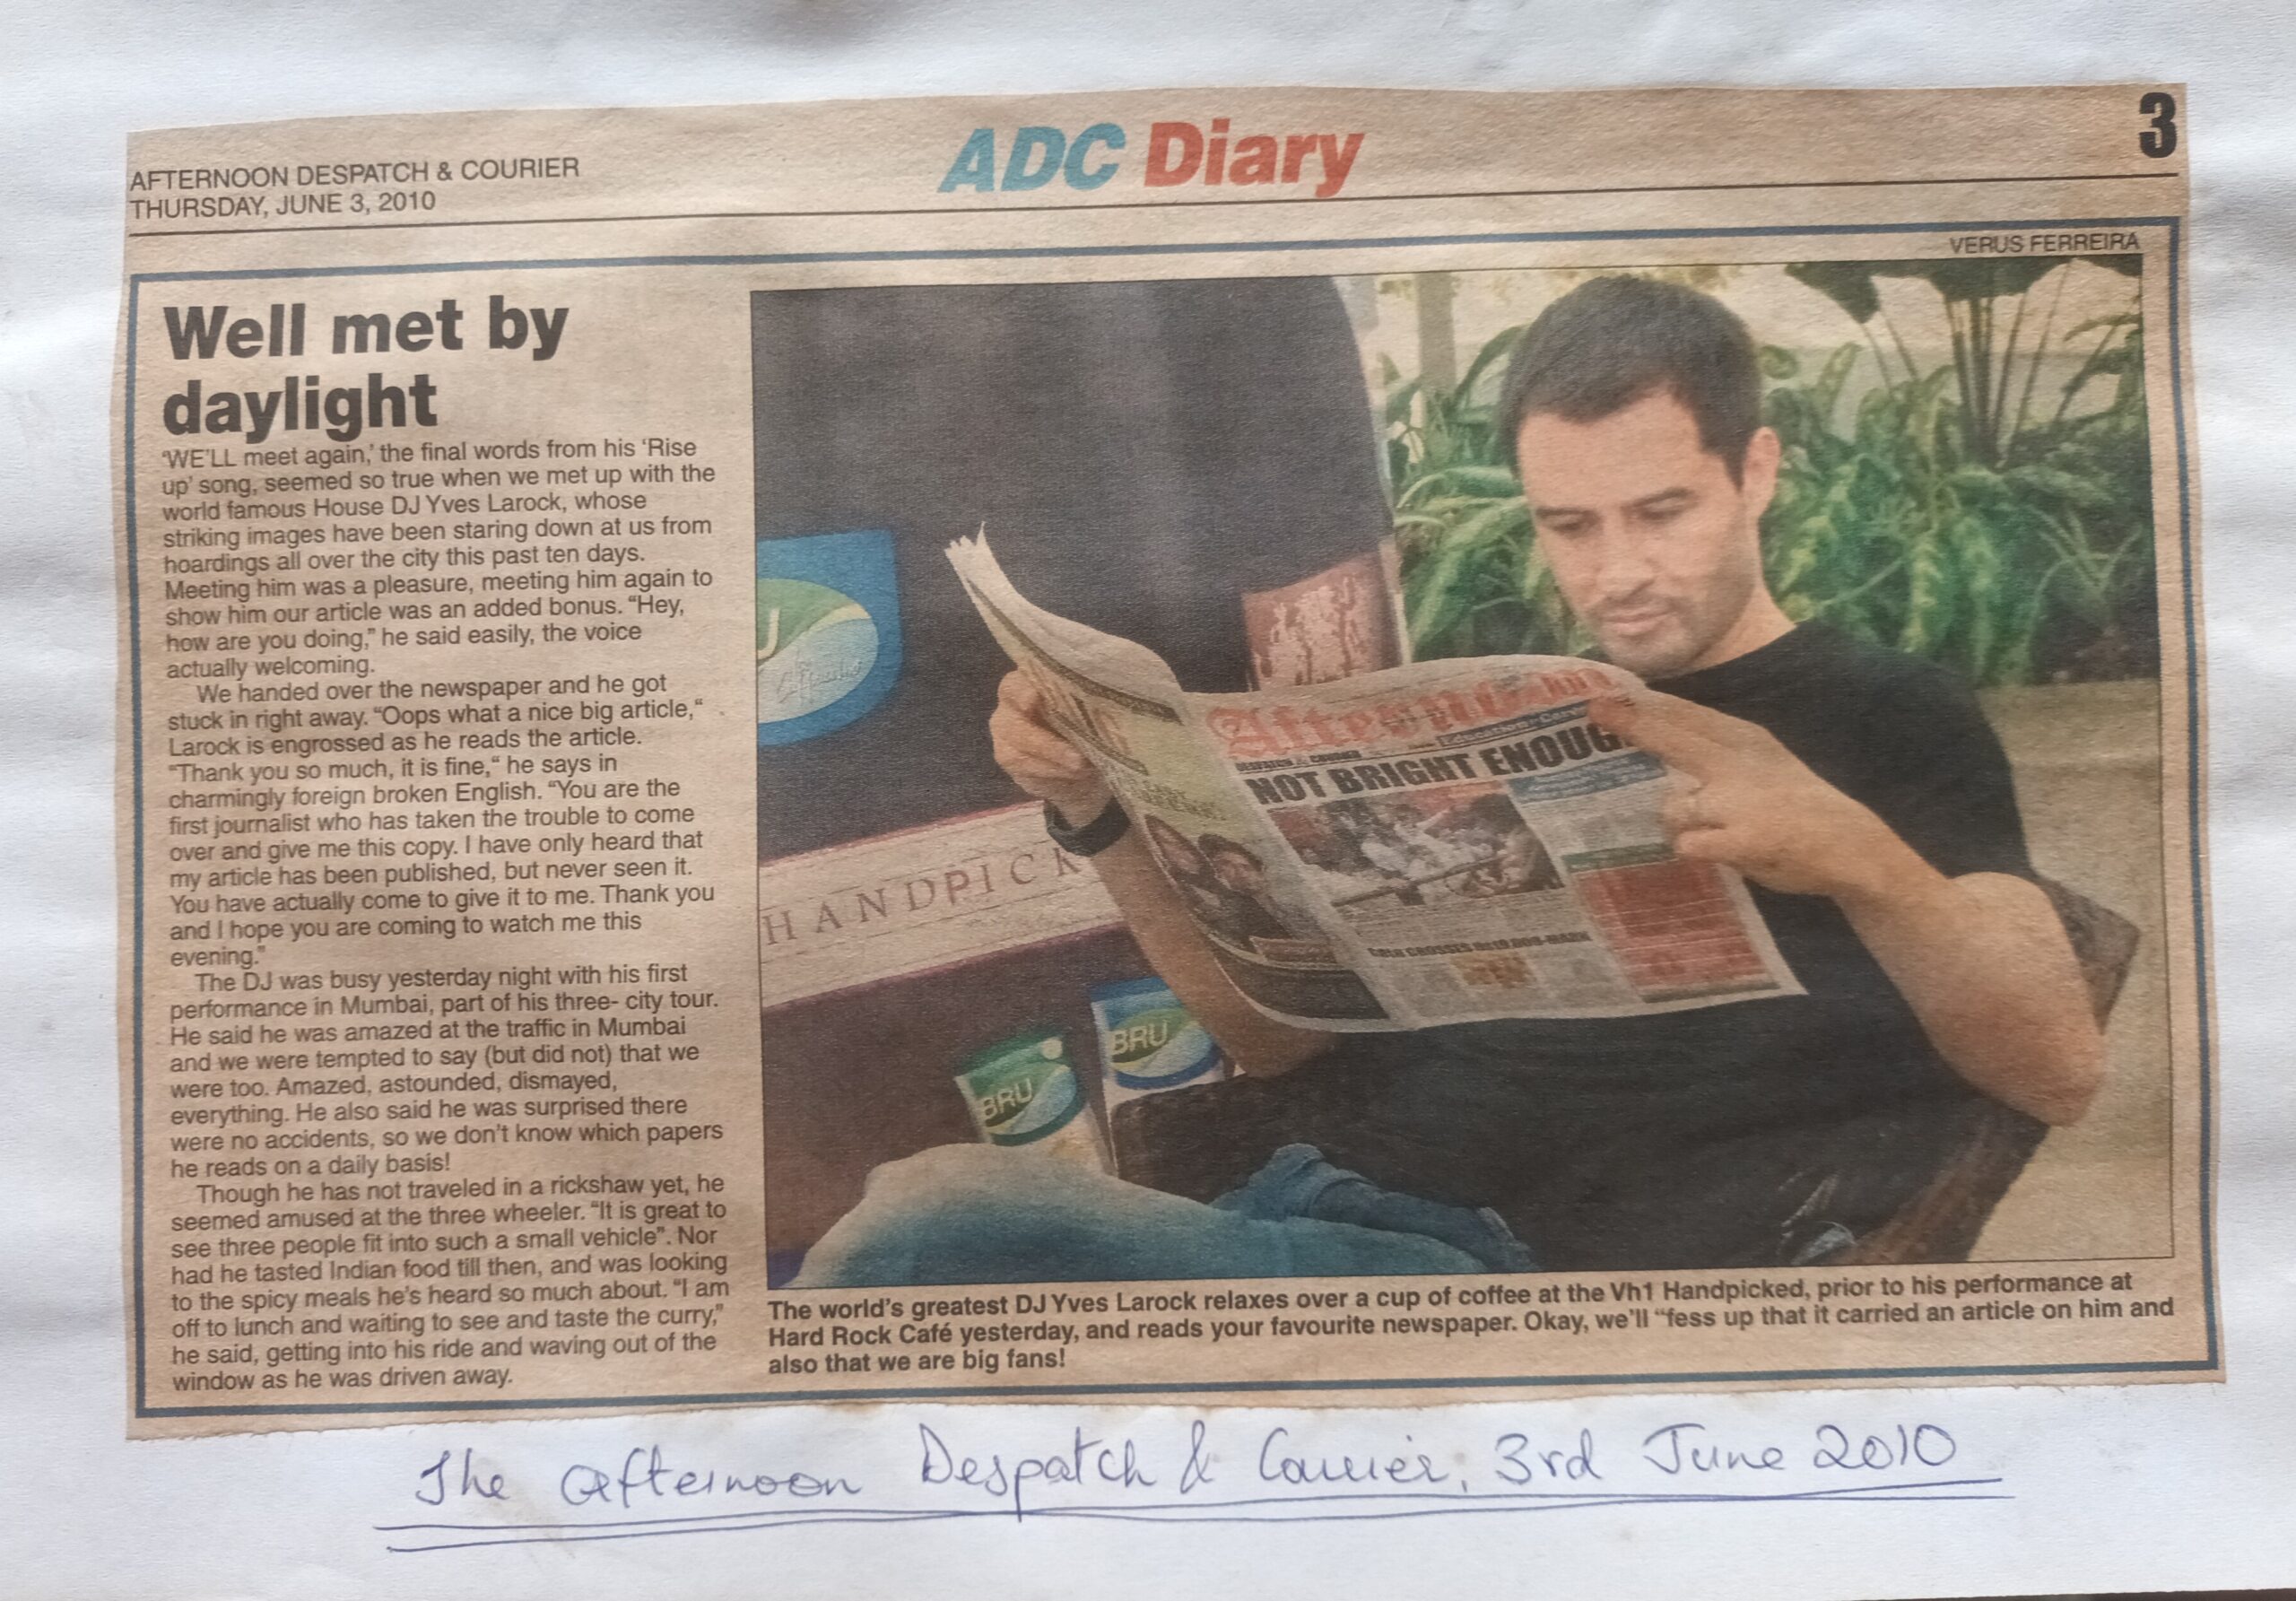 AFTERNOON DESPATCH & COURIER
THURSDAY, JUNE 3, 2010
ADC Diary
3
VERUS FERREIRA
Well met by
daylight
'WE'LL meet again,' the final words from his 'Rise
up' song, seemed so true when we met up with the
world famous House DJ Yves Larock, whose
striking images have been staring down at us from
hoardings all over the city this past ten days.
Meeting him was a pleasure, meeting him again to
show him our article was an added bonus. "Hey,
how are you doing," he said easily, the voice
actually welcoming.
We handed over the newspaper and he got
stuck in right away. "Oops what a nice big article,"
Larock is engrossed as he reads the article.
"Thank you so much, it is fine," he says in
charmingly foreign broken English. "You are the
first journalist who has taken the trouble to come
over and give me this copy. I have only heard that
my article has been published, but never seen it.
You have actually come to give it to me. Thank you
and I hope you are coming to watch me this
evening."
The DJ was busy yesterday night with his first
performance in Mumbai, part of his three- city tour.
He said he was amazed at the traffic in Mumbai
and we were tempted to say (but did not) that we
were too. Amazed, astounded, dismayed,
everything. He also said he was surprised there
were no accidents, so we don't know which papers
he reads on a daily basis!
Though he has not traveled in a rickshaw yet, he
seemed amused at the three wheeler. "It is great to
see three people fit into such a small vehicle". Nor
had he tasted Indian food till then, and was looking
to the spicy meals he's heard so much about. "I am
off to lunch and waiting to see and taste the curry,"
he said, getting into his ride and waving out of the
window as he was driven away.
Afternoon
DESPATCH & COURIER
NOT BRIGHT ENOUG
HANDPICK
BRU
BRU
The world's greatest DJ Yves Larock relaxes over a cup of coffee at the Vh1 Handpicked, prior to his performance at
Hard Rock Café yesterday, and reads your favourite newspaper. Okay, we'll "fess up that it carried an article on him and
also that we are big fans!
The Afternoon Despatch & Courier, 3rd June 2010